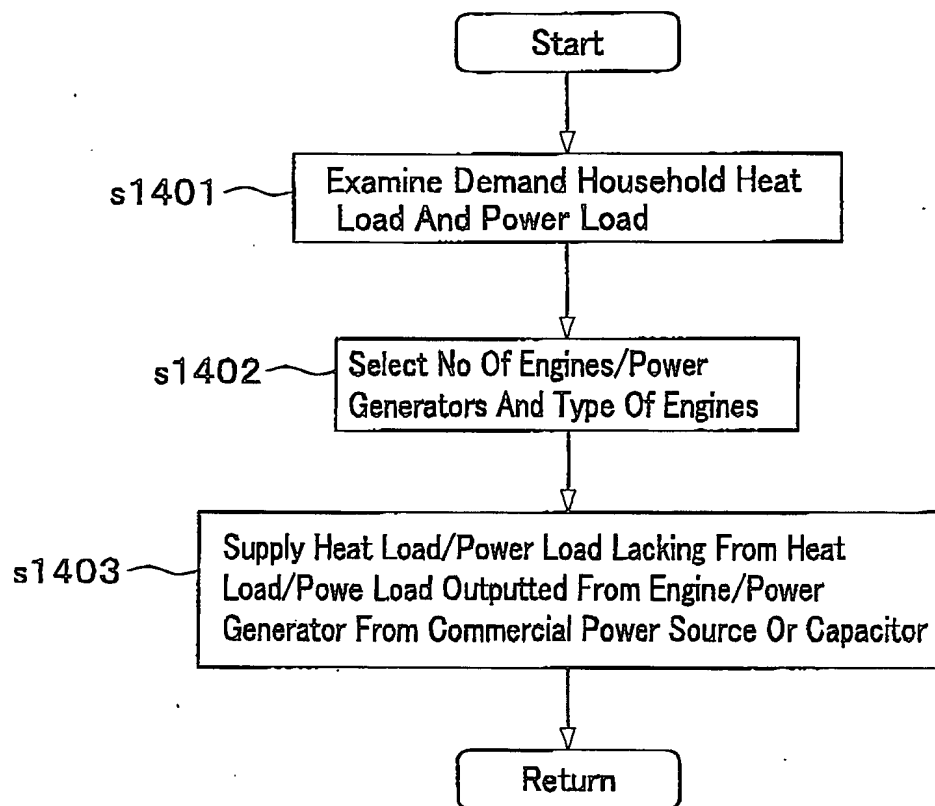 Start
s1401
Examine Demand Household Heat
Load And Power Load
s1402
Select No Of Engines/Power
Generators And Type Of Engines
s1403
Supply Heat Load/Power Load Lacking From Heat
Load/Powe Load Outputted From Engine/Power
Generator From Commercial Power Source Or Capacitor
Return